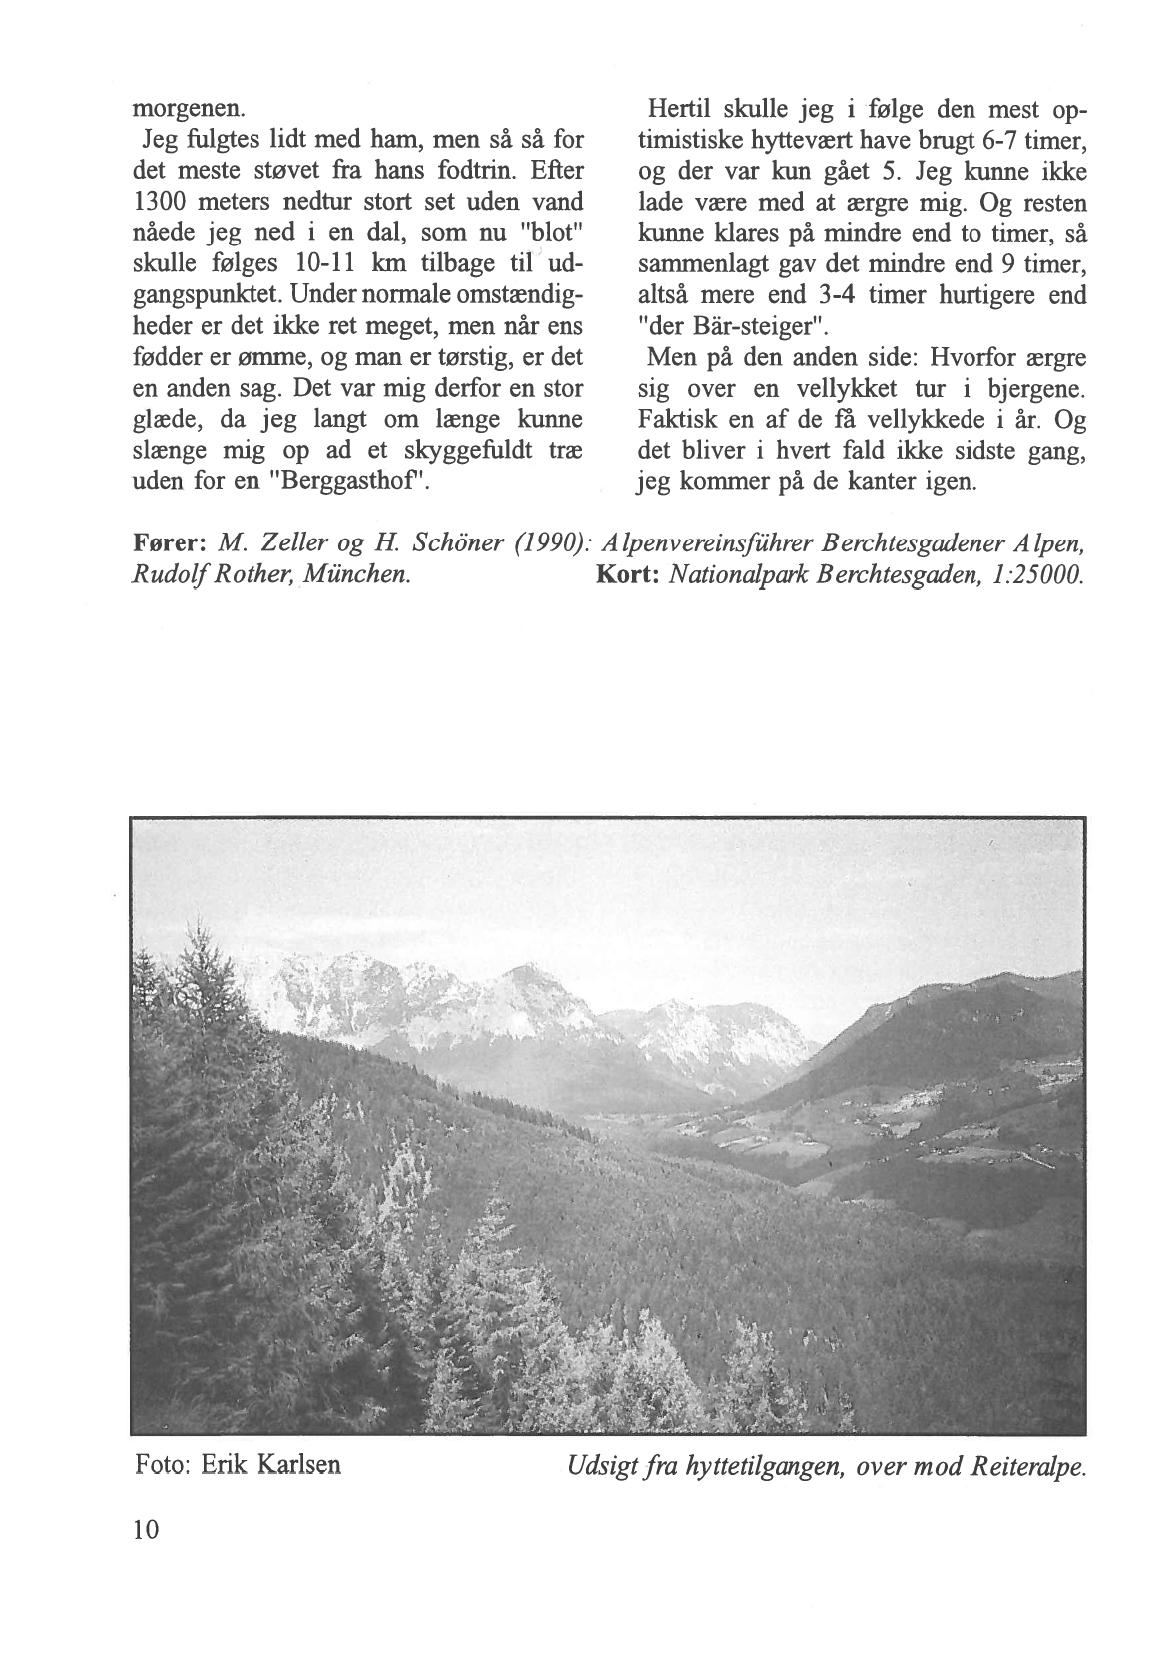 morgenen.
Jeg fulgtes lidt med ham, men så så for
det meste støvet fra hans fodtrin. Efter
1300 meters nedtur stort set uden vand
nåede jeg ned i en dal, som nu "blot"
skulle følges 10-11 km tilbage til ud-
gangspunktet. Under normale omstændig-
heder er det ikke ret meget, men når ens
fødder er ømme, og man er tørstig, er det
en anden sag. Det var mig derfor en stor
glæde, da jeg langt om længe kunne
slænge mig op ad et skyggefuldt træ
uden for en "Berggasthof".
Hertil skulle jeg i følge den mest op-
timistiske hyttevært have brugt 6-7 timer,
og der var kun gået 5. Jeg kunne ikke
lade være med at ærgre mig. Og resten
kunne klares på mindre end to timer, så
sammenlagt gav det mindre end 9 timer,
altså mere end 3-4 timer hurtigere end
"der Bär-steiger".
Men på den anden side: Hvorfor ærgre
sig over en vellykket tur i bjergene.
Faktisk en af de få vellykkede i år. Og
det bliver i hvert fald ikke sidste gang,
jeg kommer på de kanter igen.
Fører: M. Zeller og H. Schöner (1990): Alpenvereinsführer Berchtesgadener Alpen,
Rudolf Rother, München. Kort: Nationalpark Berchtesgaden, 1:25000.
Foto: Erik Karlsen Udsigt fra hyttetilgangen, over mod Reiteralpe.
10